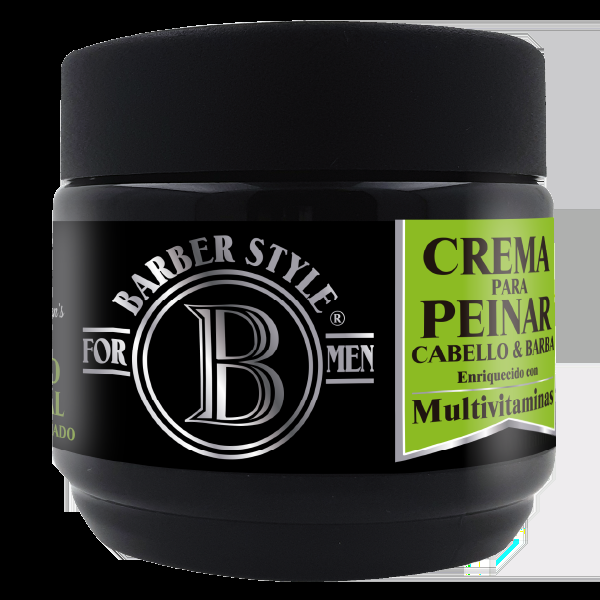 BARBER STYLE®
FOR
B
MEN
CREMA
PARA
PEINAR
CABELLO & BARBA
Enriquecido con
Multivitaminas